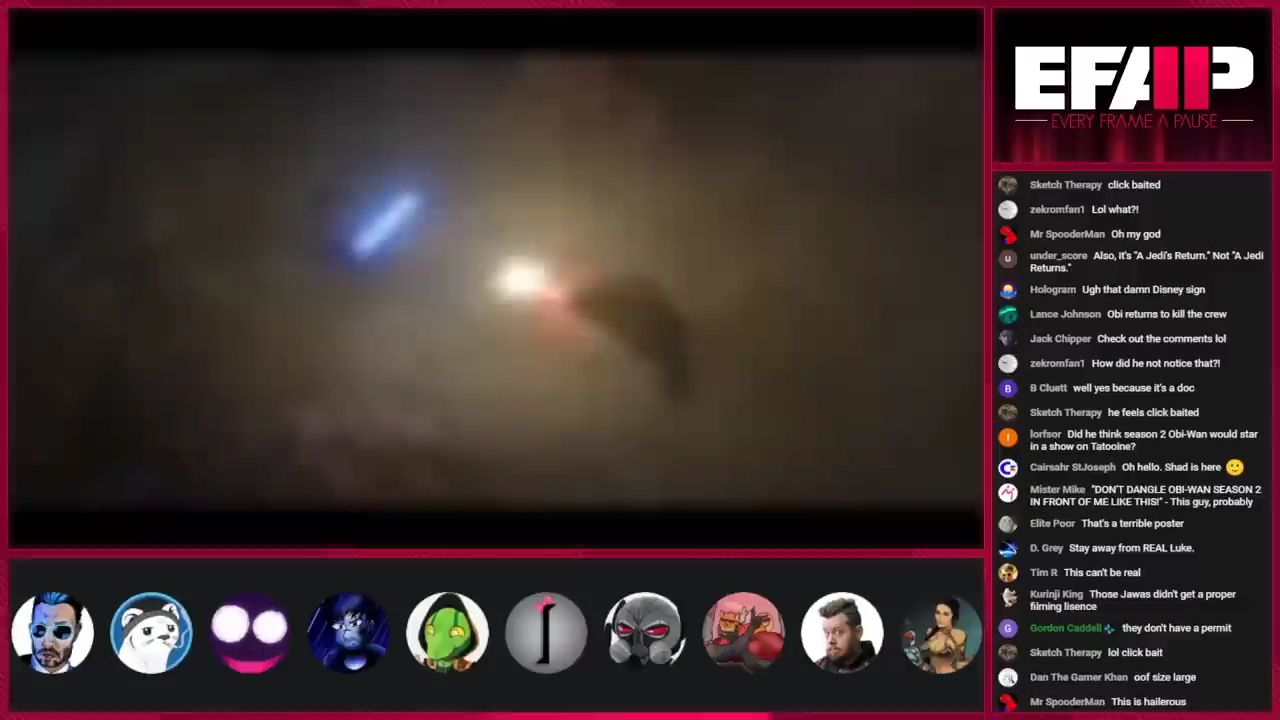 EFAP
EVERY FRAME A PAUSE
Sketch Therapy click baited
zekromfan1 Lol what?!
Mr SpooderMan Oh my god
under_score Also, it's "A Jedi's Return." Not "A Jedi
Returns."
Hologram Ugh that damn Disney sign
Lance Johnson Obi returns to kill the crew
Jack Chipper Check out the comments lol
zekromfan1 How did he not notice that?!
B Cluett well yes because it's a doc
Sketch Therapy he feels click baited
lorfsor Did he think season 2 Obi-Wan would star
in a show on Tatooine?
Cairsahr StJoseph Oh hello. Shad is here 🙂
Mister Mike "DON'T DANGLE OBI-WAN SEASON 2
IN FRONT OF ME LIKE THIS!" - This guy, probably
Elite Poor That's a terrible poster
D. Grey Stay away from REAL Luke.
Tim R This can't be real
Kurinji King Those Jawas didn't get a proper
filming lisence
Gordon Caddell they don't have a permit
Sketch Therapy lol click bait
Dan The Gamer Khan oof size large
Mr SpooderMan This is hailerous